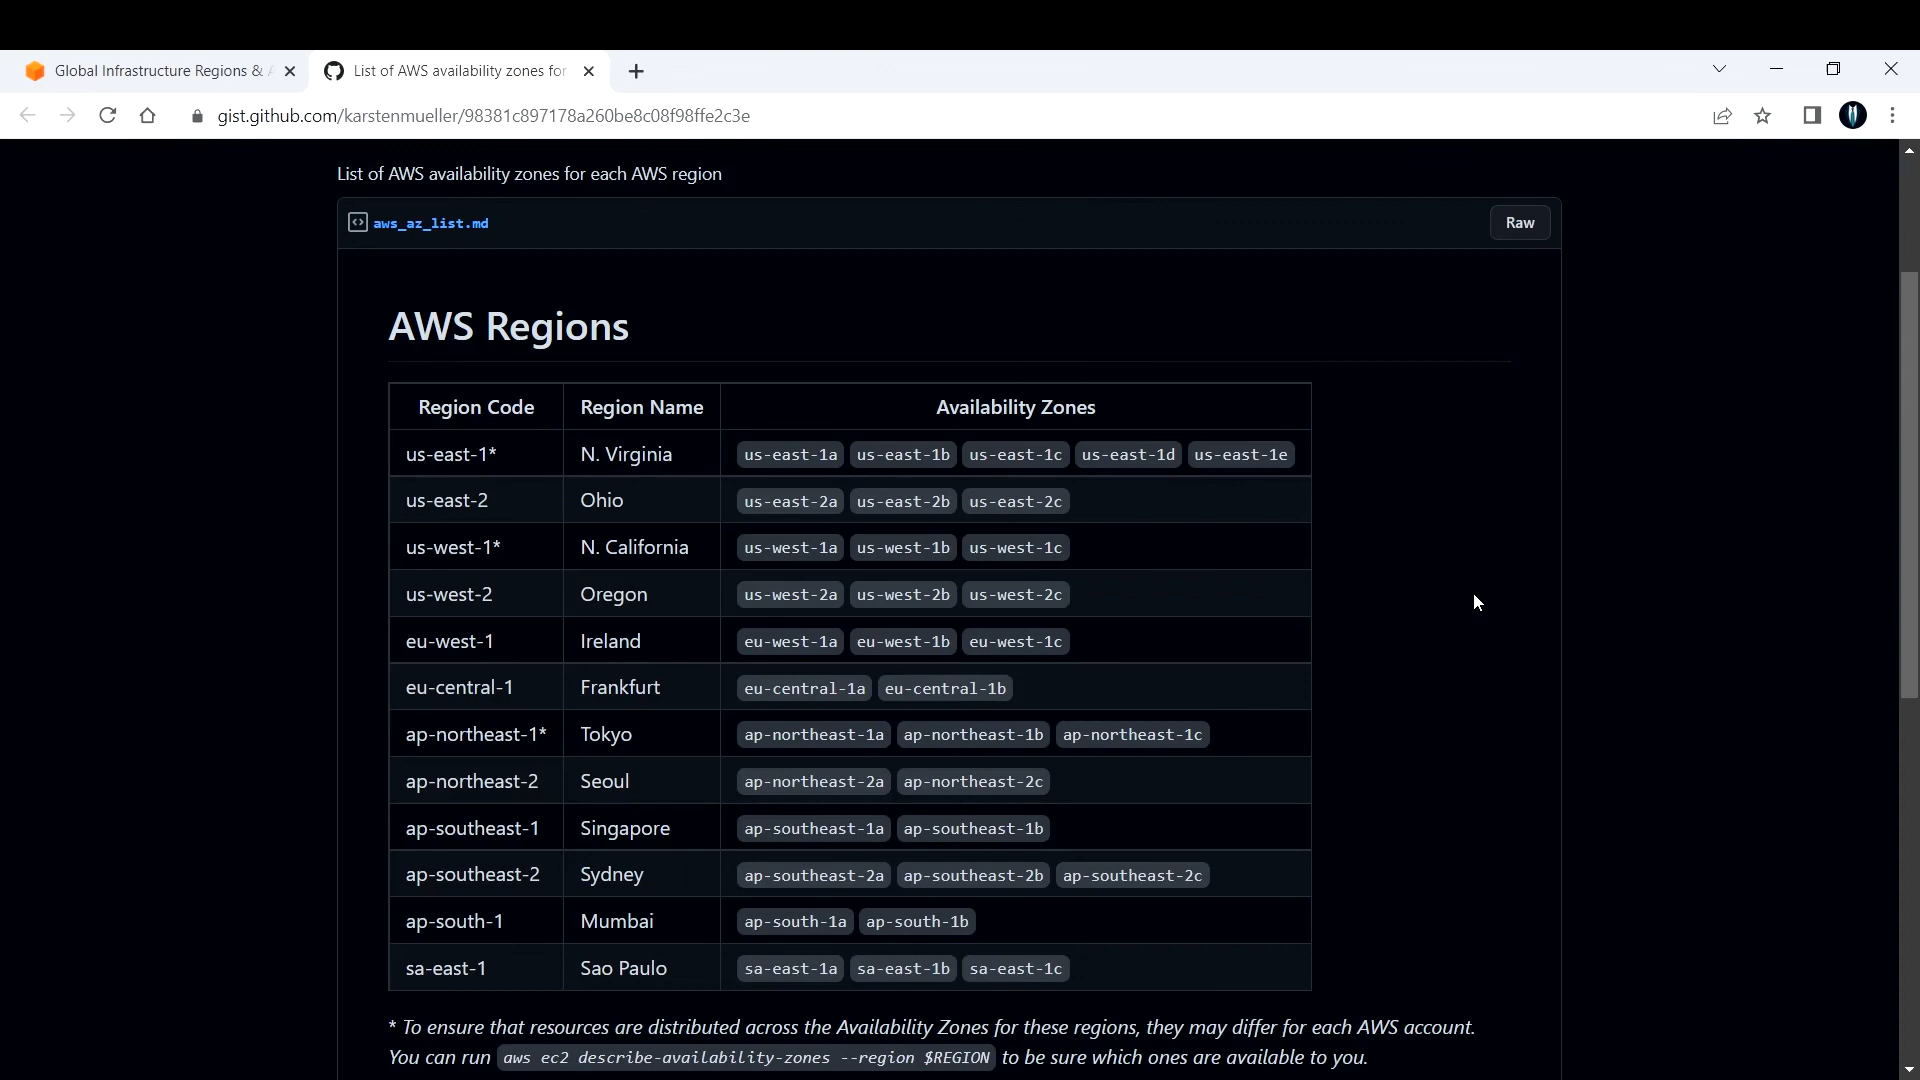 Global Infrastructure Regions &
List of AWS availability zones for
gist.github.com/karstenmueller/98381c897178a260be8c08f98ffe2c3e
List of AWS availability zones for each AWS region
aws_az_list.md
Raw
AWS Regions
Region Code Region Name Availability Zones
us-east-1* N. Virginia us-east-1a us-east-1b us-east-1c us-east-1d us-east-1e
us-east-2 Ohio us-east-2a us-east-2b us-east-2c
us-west-1* N. California us-west-1a us-west-1b us-west-1c
us-west-2 Oregon us-west-2a us-west-2b us-west-2c
eu-west-1 Ireland eu-west-1a eu-west-1b eu-west-1c
eu-central-1 Frankfurt eu-central-1a eu-central-1b
ap-northeast-1* Tokyo ap-northeast-1a ap-northeast-1b ap-northeast-1c
ap-northeast-2 Seoul ap-northeast-2a ap-northeast-2c
ap-southeast-1 Singapore ap-southeast-1a ap-southeast-1b
ap-southeast-2 Sydney ap-southeast-2a ap-southeast-2b ap-southeast-2c
ap-south-1 Mumbai ap-south-1a ap-south-1b
sa-east-1 Sao Paulo sa-east-1a sa-east-1b sa-east-1c
* To ensure that resources are distributed across the Availability Zones for these regions, they may differ for each AWS account.
You can run aws ec2 describe-availability-zones --region $REGION to be sure which ones are available to you.